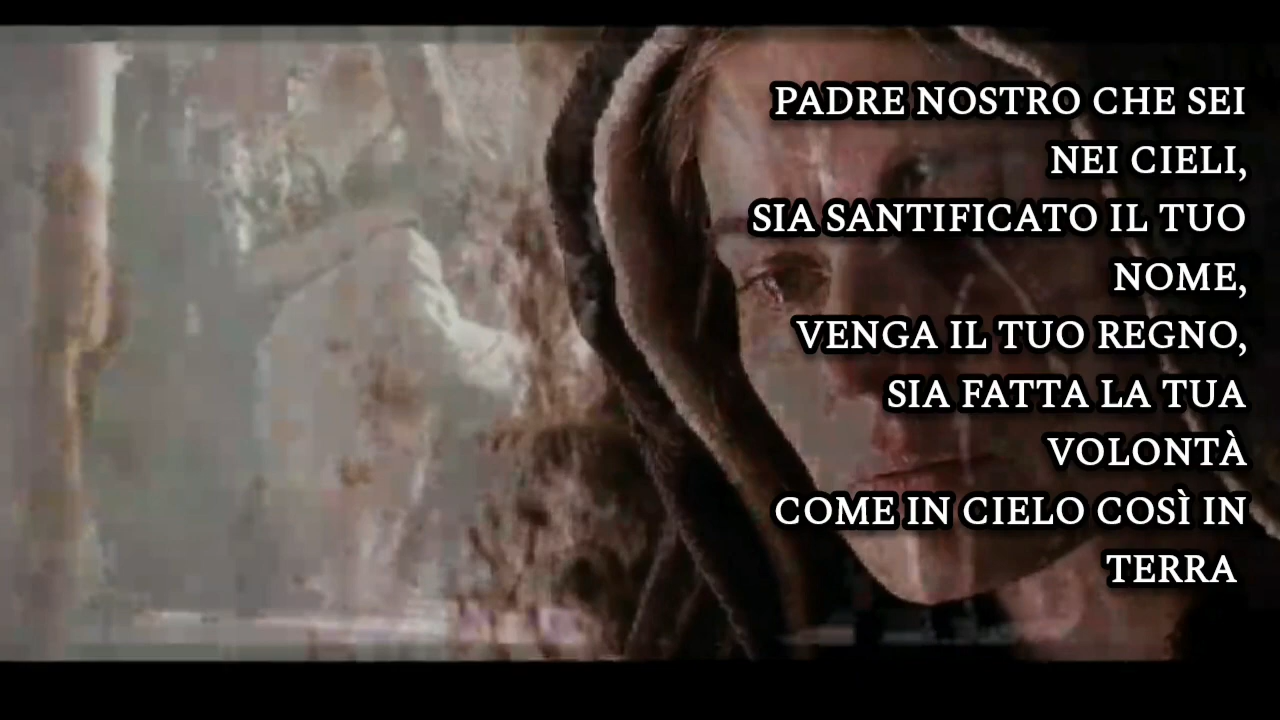 PADRE NOSTRO CHE SEI
NEI CIELI,
SIA SANTIFICATO IL TUO
NOME,
VENGA IL TUO REGNO,
SIA FATTA LA TUA
VOLONTÀ
COME IN CIELO COSÌ IN
TERRA